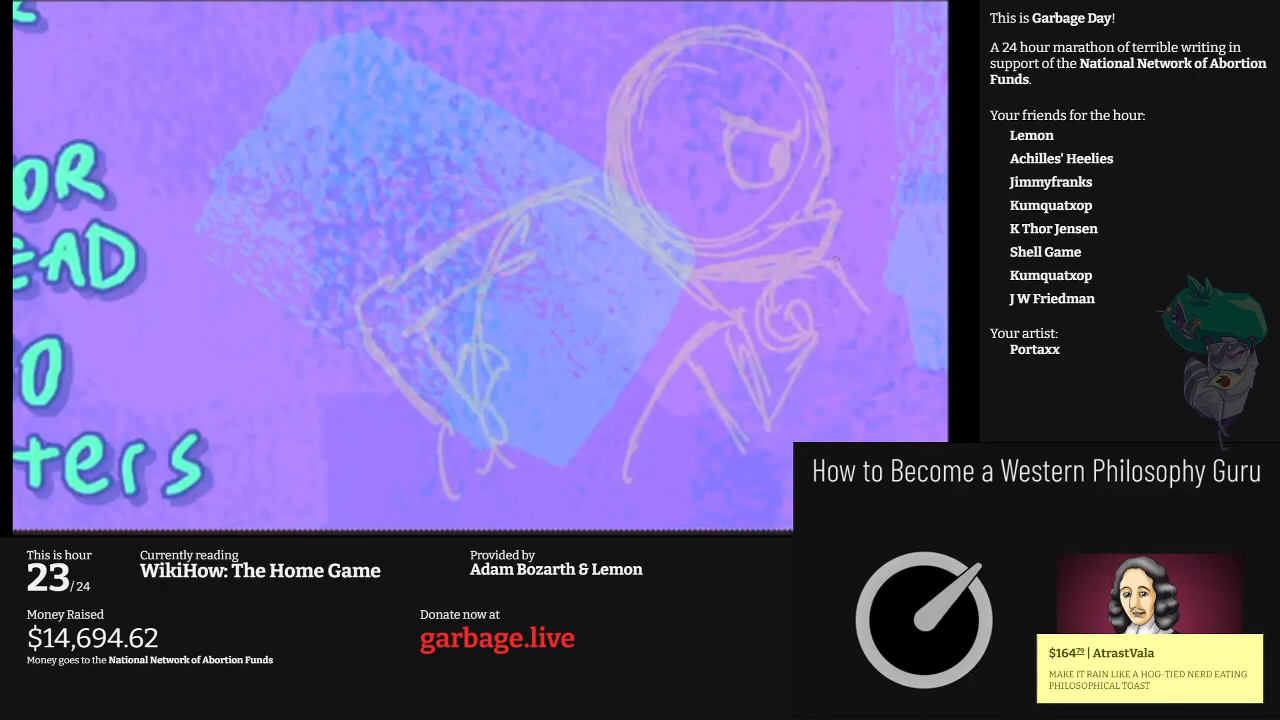 OR
EAD
O
ters
This is Garbage Day!
A 24 hour marathon of terrible writing in
support of the National Network of Abortion
Funds.
Your friends for the hour:
Lemon
Achilles' Heelies
Jimmyfranks
Kumquatxop
K Thor Jensen
Shell Game
Kumquatxop
J W Friedman
Your artist:
Portaxx
How to Become a Western Philosophy Guru
This is hour
23/24
Currently reading
WikiHow: The Home Game
Provided by
Adam Bozarth & Lemon
Money Raised
$14,694.62
Money goes to the National Network of Abortion Funds
Donate now at
garbage.live
$164.79 | AtrastVala
MAKE IT RAIN LIKE A HOG-TIED NERD EATING
PHILOSOPHICAL TOAST